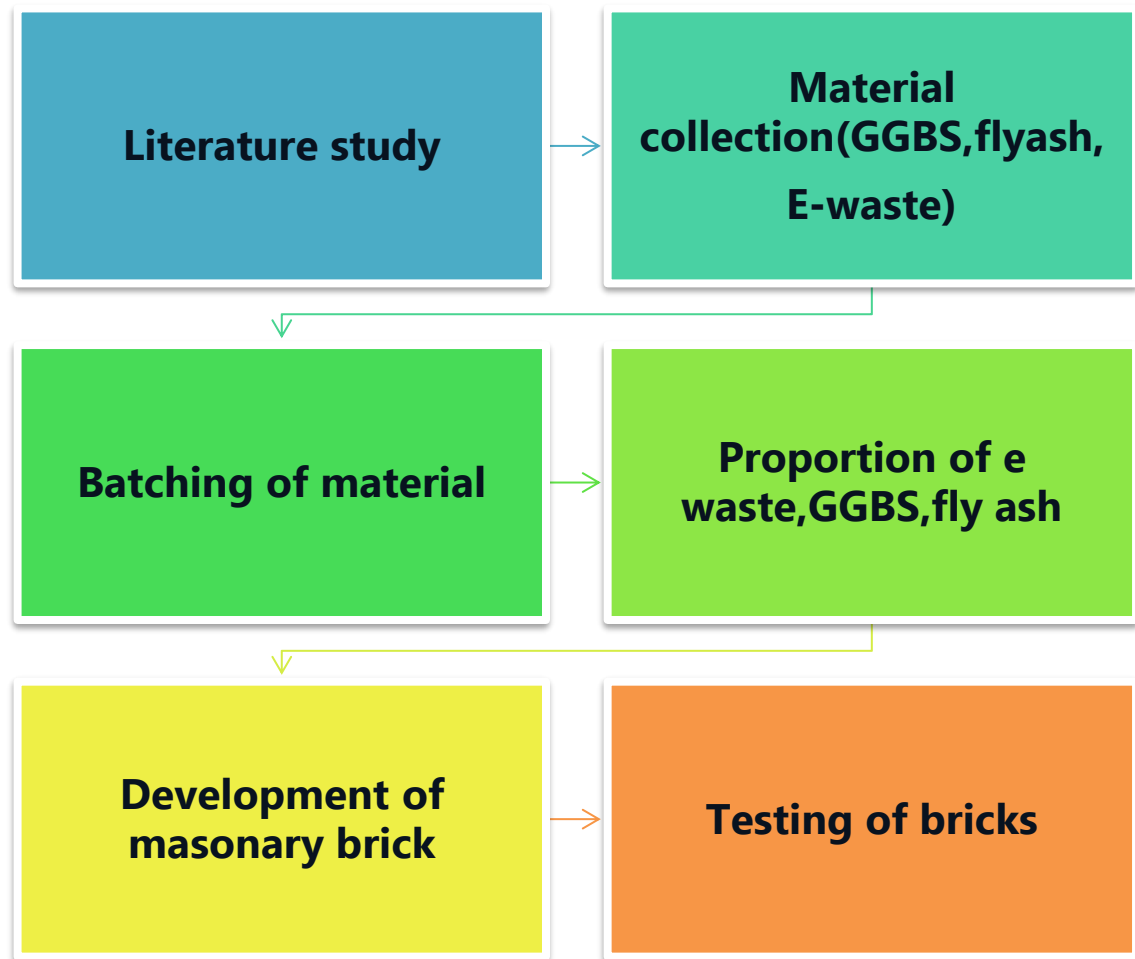 Literature study
Material
collection(GGBS,flyash,
E-waste)
Batching of material
Proportion of e
waste,GGBS,fly ash
Development of
masonary brick
Testing of bricks